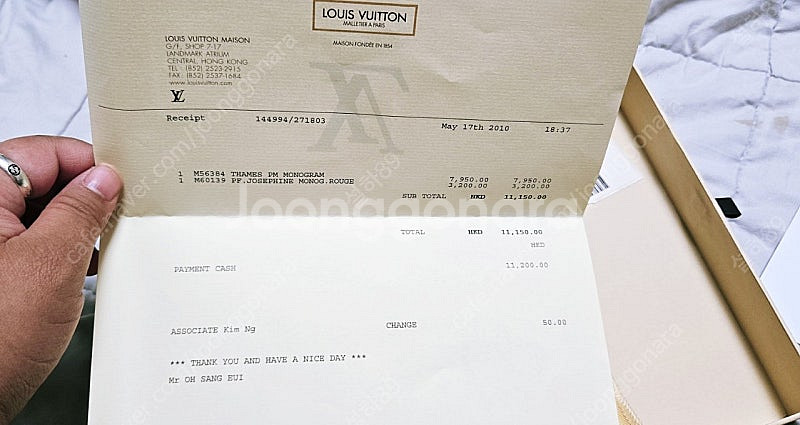 LOUIS VUITTON
MALLETIER A PARIS
MAISON FONDÉE EN 1854
LOUIS VUITTON MAISON
G/F, SHOP 7-17
LANDMARK ATRIUM
CENTRAL, HONG KONG
TEL : (852) 2523-2915
FAX : (852) 2537-1684
www.louisvuitton.com
LV
Receipt 144994/271803 May 17th 2010 18:37
1 M56384 THAMES PM MONOGRAM 7,950.00 7,950.00
1 M60139 PF.JOSEPHINE MONOG.ROUGE 3,200.00 3,200.00
SUB TOTAL HKD 11,150.00
joonggonara
TOTAL HKD 11,150.00
HKD
PAYMENT CASH 11,200.00
ASSOCIATE Kim Ng CHANGE 50.00
*** THANK YOU AND HAVE A NICE DAY ***
Mr OH SANG EUI